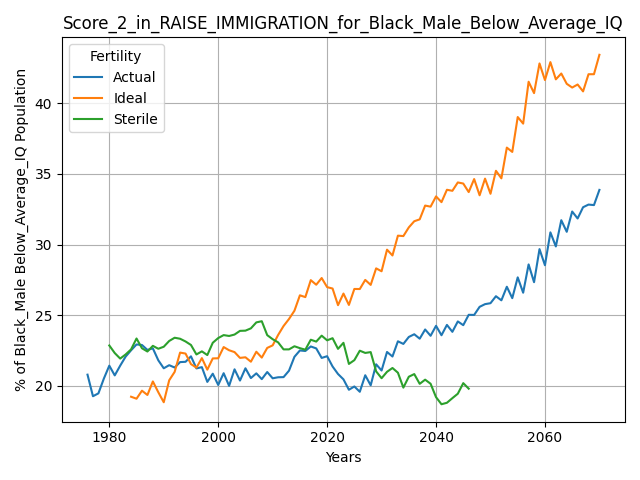 Score_2_in_RAISE_IMMIGRATION_for_Black_Male_Below_Average_IQ
Fertility
Actual
Ideal
Sterile
% of Black_Male Below_Average_IQ Population
40
35
30
25
20
1980
2000
2020
2040
2060
Years